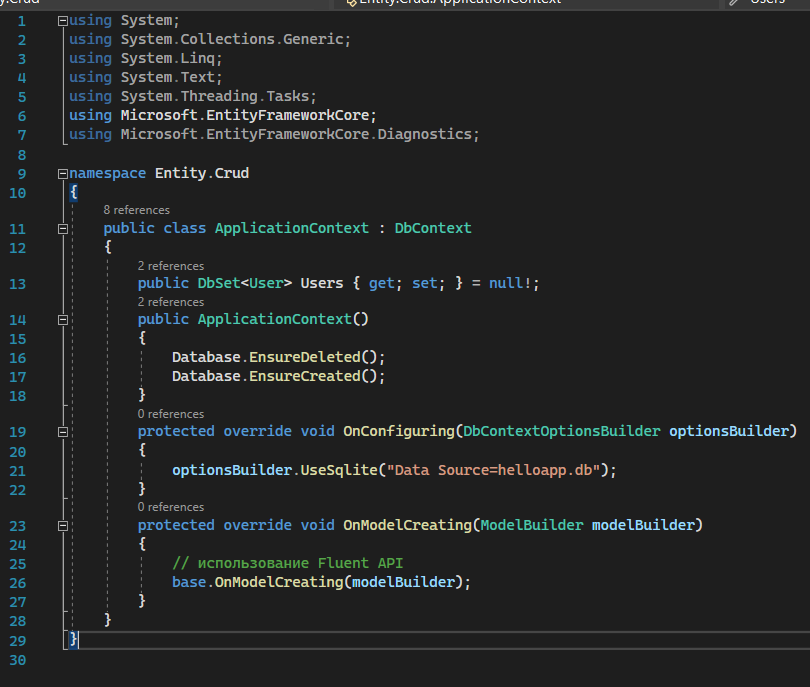 y.Crud
Entity.Crud.ApplicationContext
Users
1 using System;
2 using System.Collections.Generic;
3 using System.Linq;
4 using System.Text;
5 using System.Threading.Tasks;
6 using Microsoft.EntityFrameworkCore;
7 using Microsoft.EntityFrameworkCore.Diagnostics;
8
9 namespace Entity.Crud
10 {
8 references
11 public class ApplicationContext : DbContext
12 {
2 references
13 public DbSet<User> Users { get; set; } = null!;
2 references
14 public ApplicationContext()
15 {
16 Database.EnsureDeleted();
17 Database.EnsureCreated();
18 }
0 references
19 protected override void OnConfiguring(DbContextOptionsBuilder optionsBuilder)
20 {
21 optionsBuilder.UseSqlite("Data Source=helloapp.db");
22 }
0 references
23 protected override void OnModelCreating(ModelBuilder modelBuilder)
24 {
25 // использование Fluent API
26 base.OnModelCreating(modelBuilder);
27 }
28 }
29 }
30